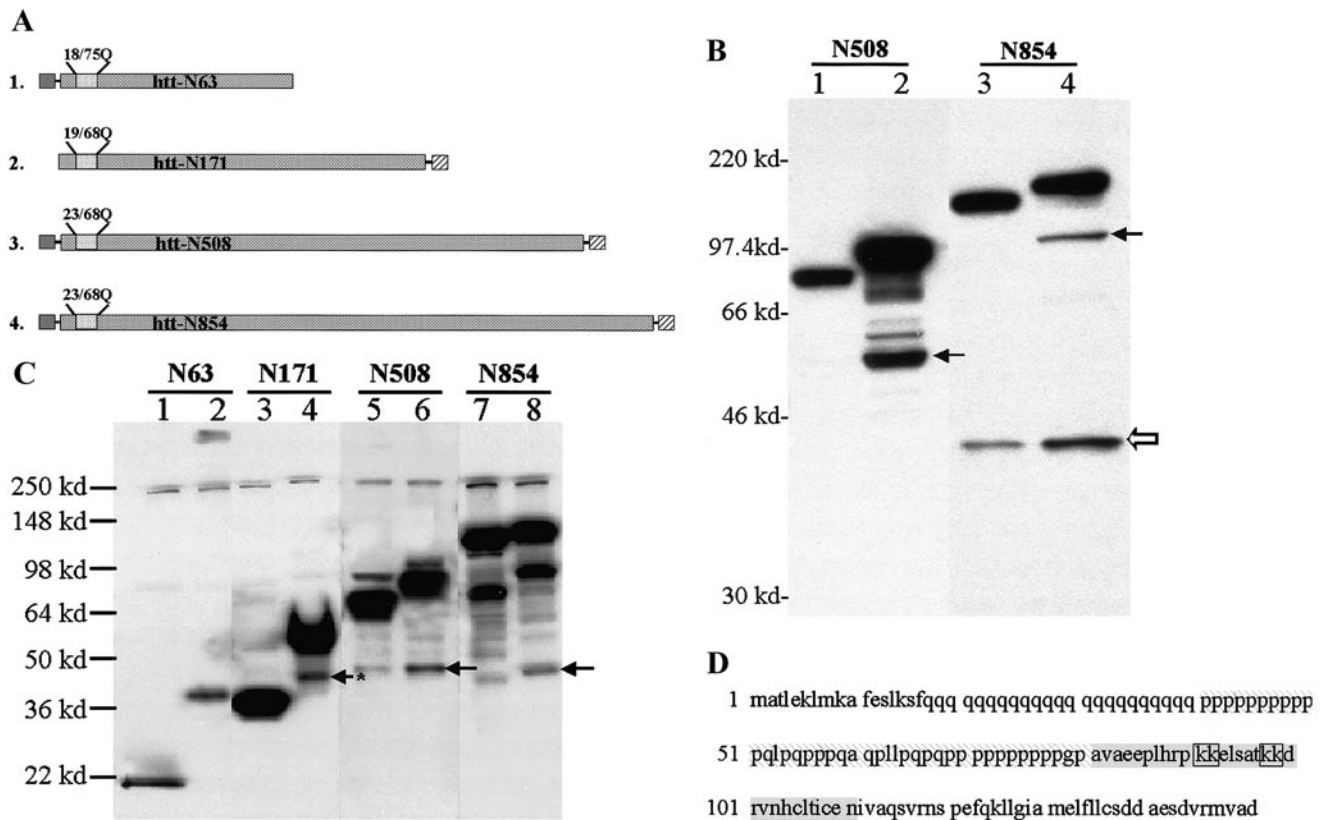 A
18/75Q
1. htt-N63
19/68Q
2. htt-N171
23/68Q
3. htt-N508
23/68Q
4. htt-N854
B
N508 N854
1 2 3 4
220 kd-
97.4kd-
66 kd-
46 kd-
30 kd-
C
N63 N171 N508 N854
1 2 3 4 5 6 7 8
250 kd
148 kd
98 kd
64 kd
50 kd
*
36 kd
22 kd
D
1 matleklmka feslksfqqq qqqqqqqqqq qqqqqqqqqq pppppppppp
51 pqlpqpppqa qpllpqpqpp ppppppppgp avaeeplhrp kkelsatkkd
101 rvnhcltice nivaqsvrns pefqkllgia melfllcsdd aesdvrmvad